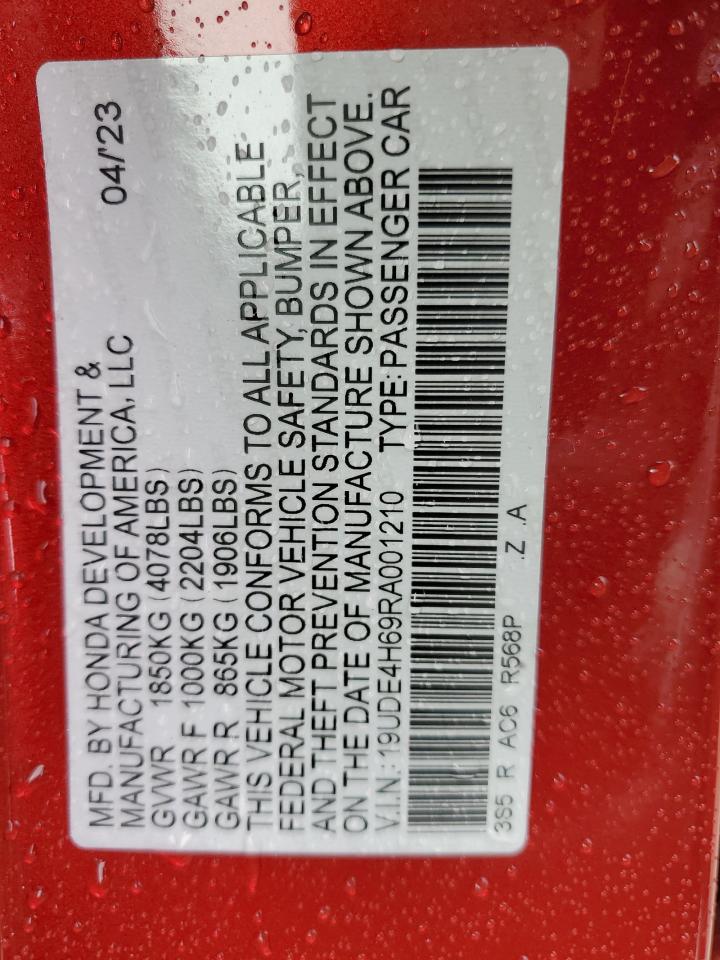 MFD. BY HONDA DEVELOPMENT &
MANUFACTURING OF AMERICA, LLC 04/'23
GVWR 1850KG (4078LBS)
GAWR F 1000KG (2204LBS)
GAWR R 865KG (1906LBS)
THIS VEHICLE CONFORMS TO ALL APPLICABLE
FEDERAL MOTOR VEHICLE SAFETY, BUMPER,
AND THEFT PREVENTION STANDARDS IN EFFECT
ON THE DATE OF MANUFACTURE SHOWN ABOVE.
V.I.N.: 19UDE4H69RA001210 TYPE: PASSENGER CAR
3S5 R AC6 R568P .Z .A